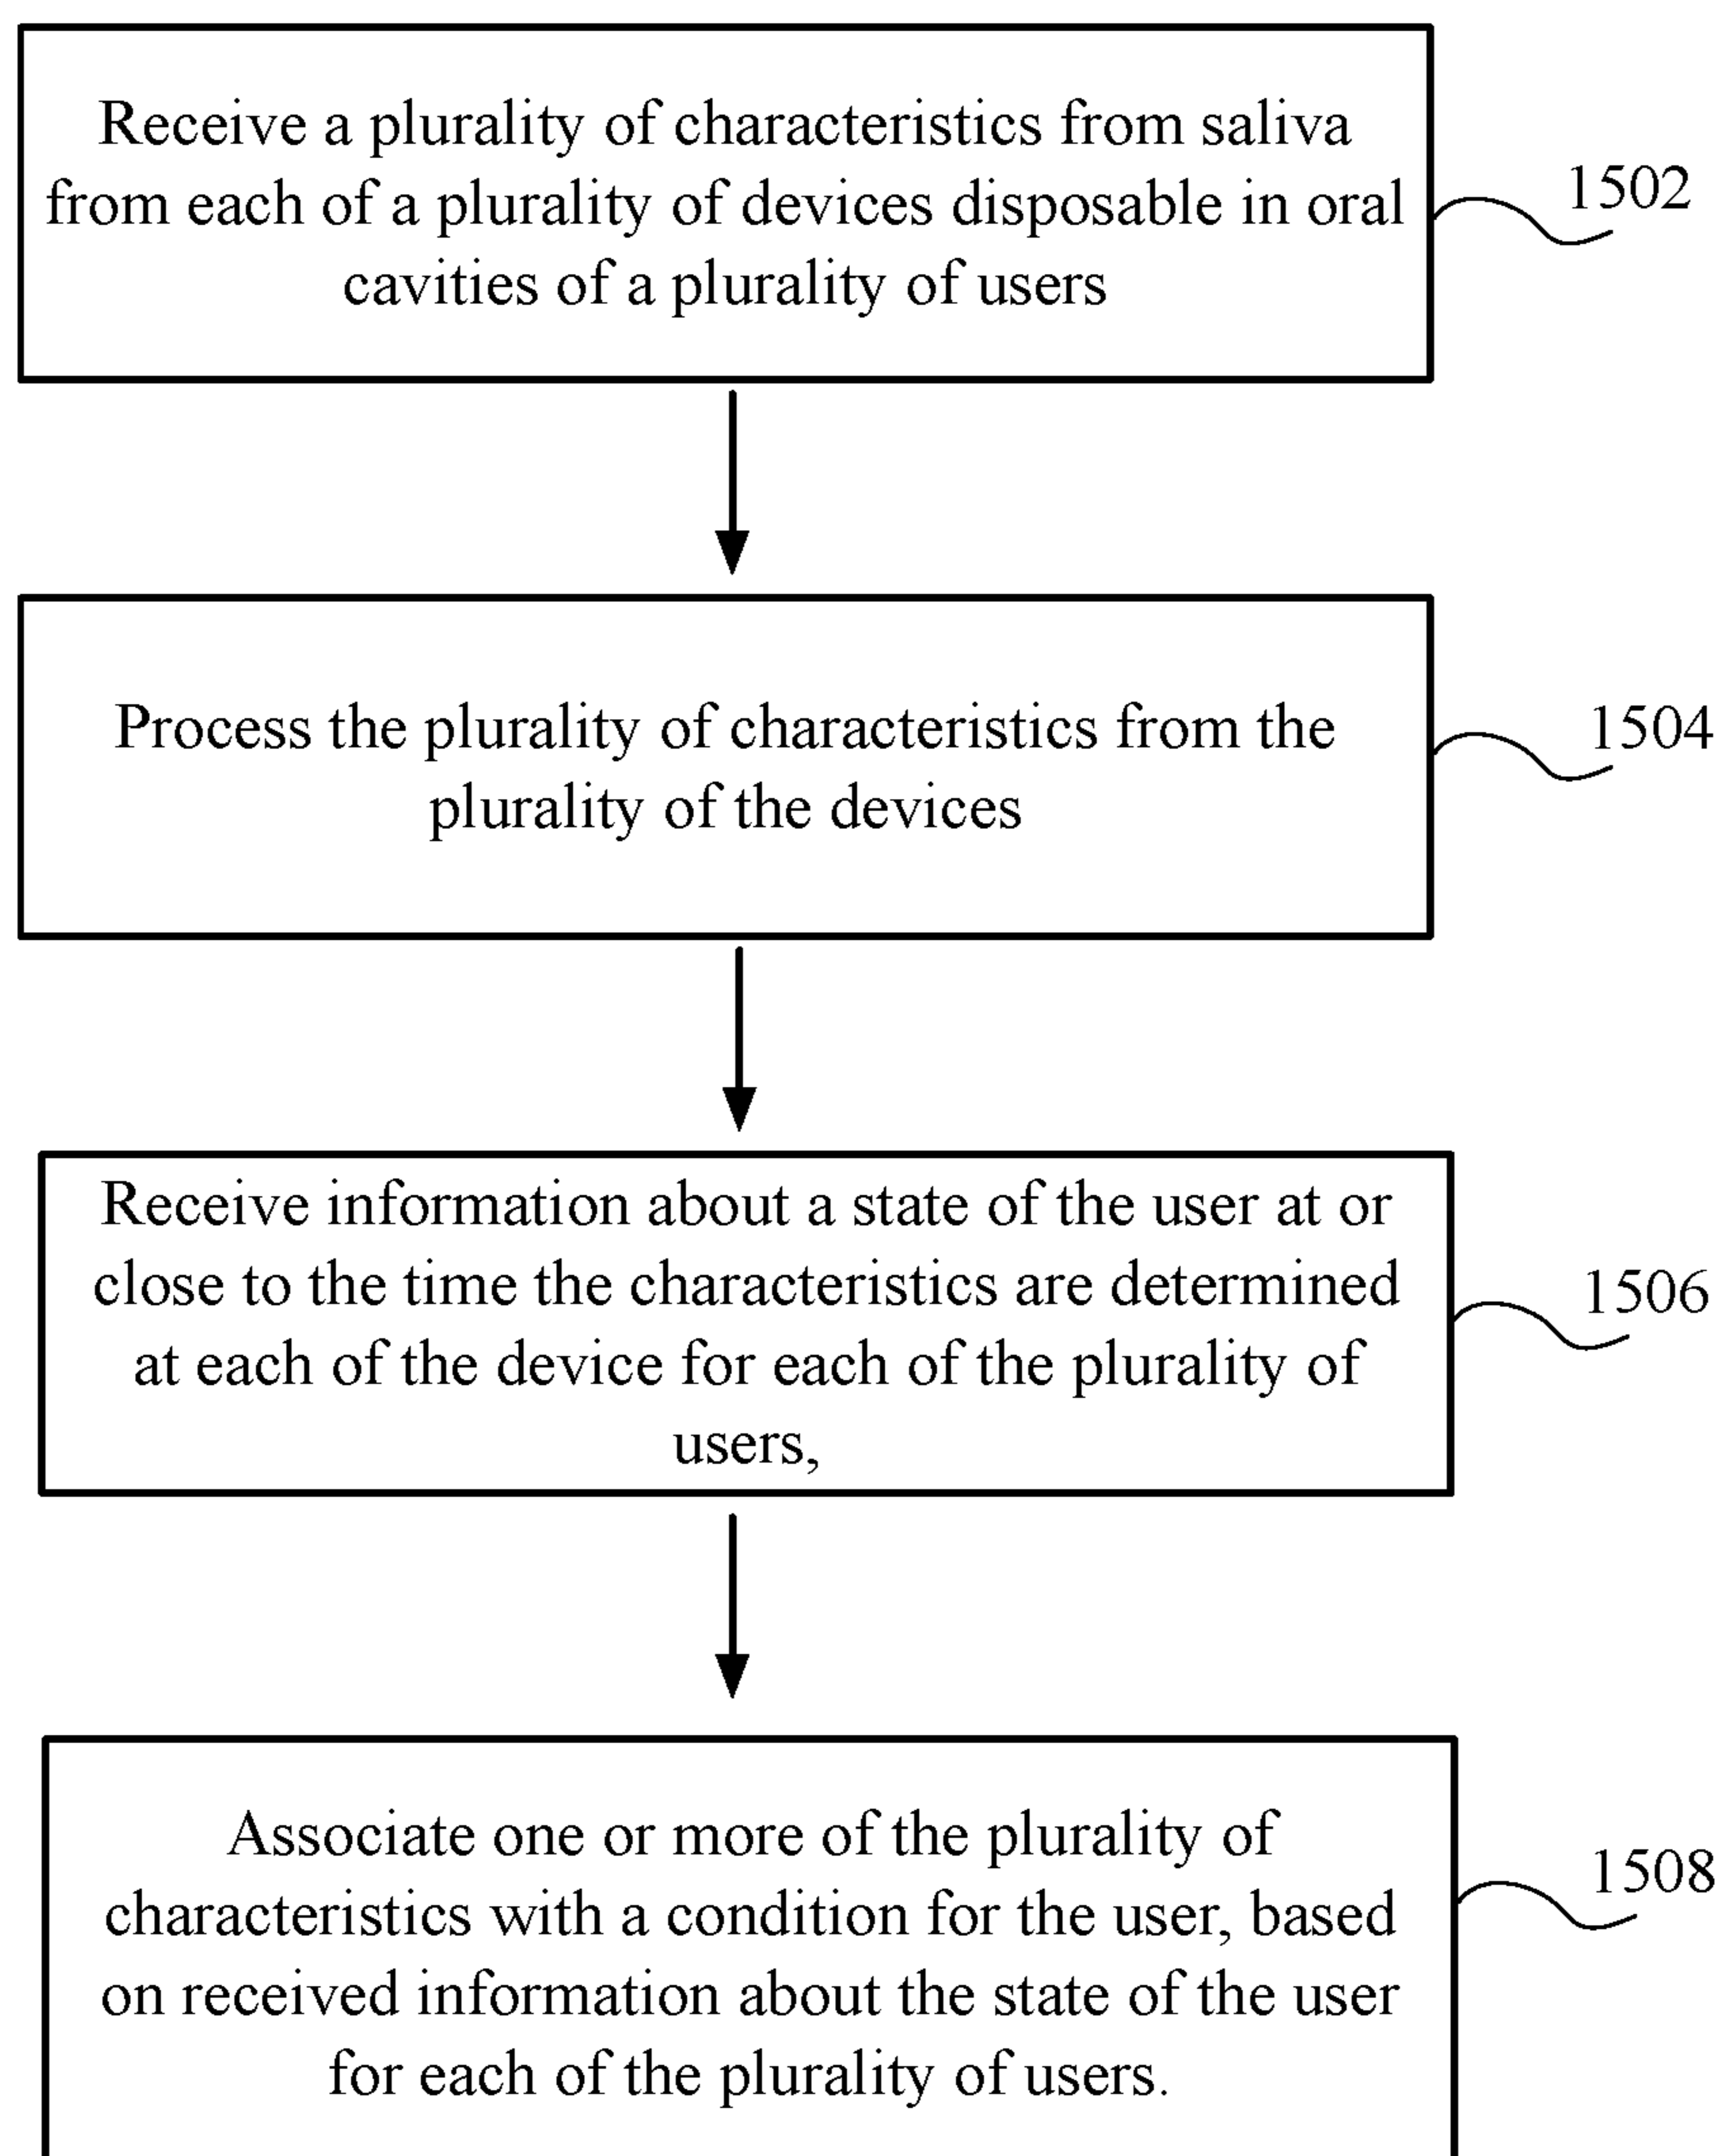 Receive a plurality of characteristics from saliva
from each of a plurality of devices disposable in oral
cavities of a plurality of users
1502
Process the plurality of characteristics from the
plurality of the devices
1504
Receive information about a state of the user at or
close to the time the characteristics are determined
at each of the device for each of the plurality of
users,
1506
Associate one or more of the plurality of
characteristics with a condition for the user, based
on received information about the state of the user
for each of the plurality of users.
1508